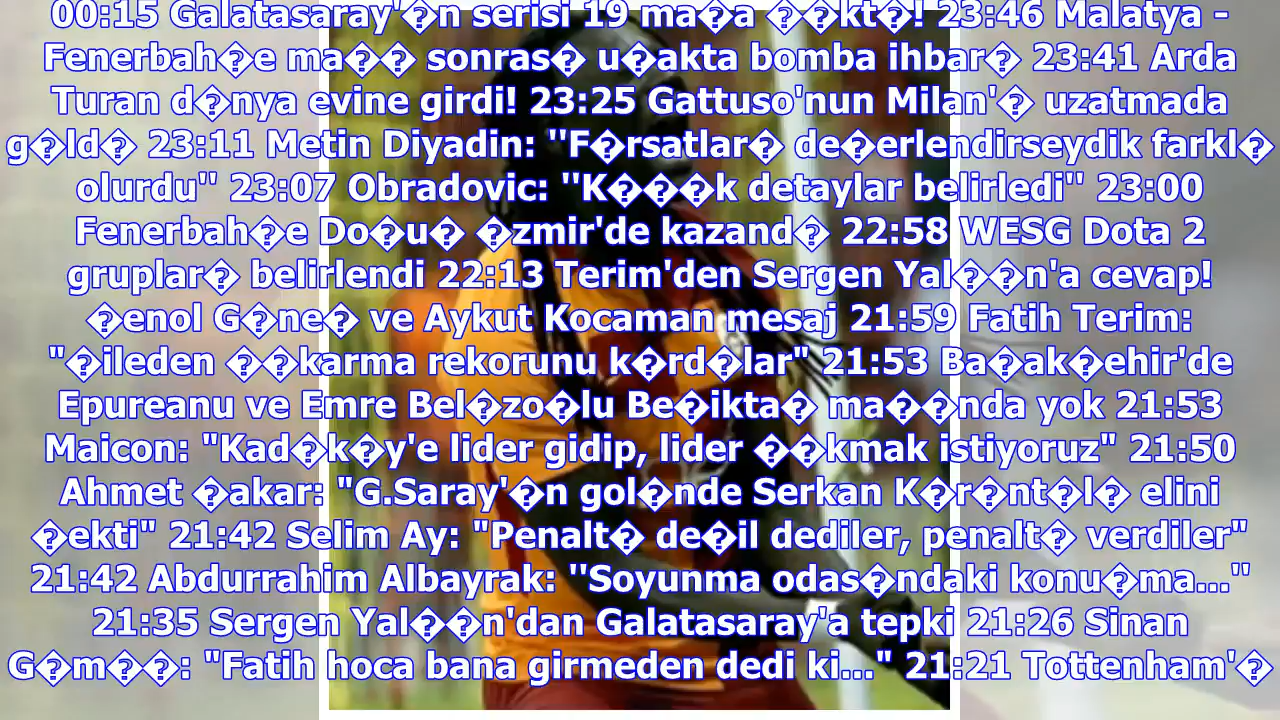 00:15 Galatasaray'�n serisi 19 ma�a ��kt�! 23:46 Malatya -
Fenerbah�e ma�� sonras� u�akta bomba ihbar� 23:41 Arda
Turan d�nya evine girdi! 23:25 Gattuso'nun Milan'� uzatmada
g�ld� 23:11 Metin Diyadin: ''F�rsatlar� de�erlendirseydik farkl�
olurdu'' 23:07 Obradovic: ''K���k detaylar belirledi'' 23:00
Fenerbah�e Do�u� �zmir'de kazand� 22:58 WESG Dota 2
gruplar� belirlendi 22:13 Terim'den Sergen Yal��n'a cevap!
�enol G�ne� ve Aykut Kocaman mesaj 21:59 Fatih Terim:
"�ileden ��karma rekorunu k�rd�lar" 21:53 Ba�ak�ehir'de
Epureanu ve Emre Bel�zo�lu Be�ikta� ma��nda yok 21:53
Maicon: "Kad�k�y'e lider gidip, lider ��kmak istiyoruz" 21:50
Ahmet �akar: "G.Saray'�n gol�nde Serkan K�r�nt�l� elini
�ekti" 21:42 Selim Ay: "Penalt� de�il dediler, penalt� verdiler"
21:42 Abdurrahim Albayrak: ''Soyunma odas�ndaki konu�ma...''
21:35 Sergen Yal��n'dan Galatasaray'a tepki 21:26 Sinan
G�m��: "Fatih hoca bana girmeden dedi ki..." 21:21 Tottenham'�